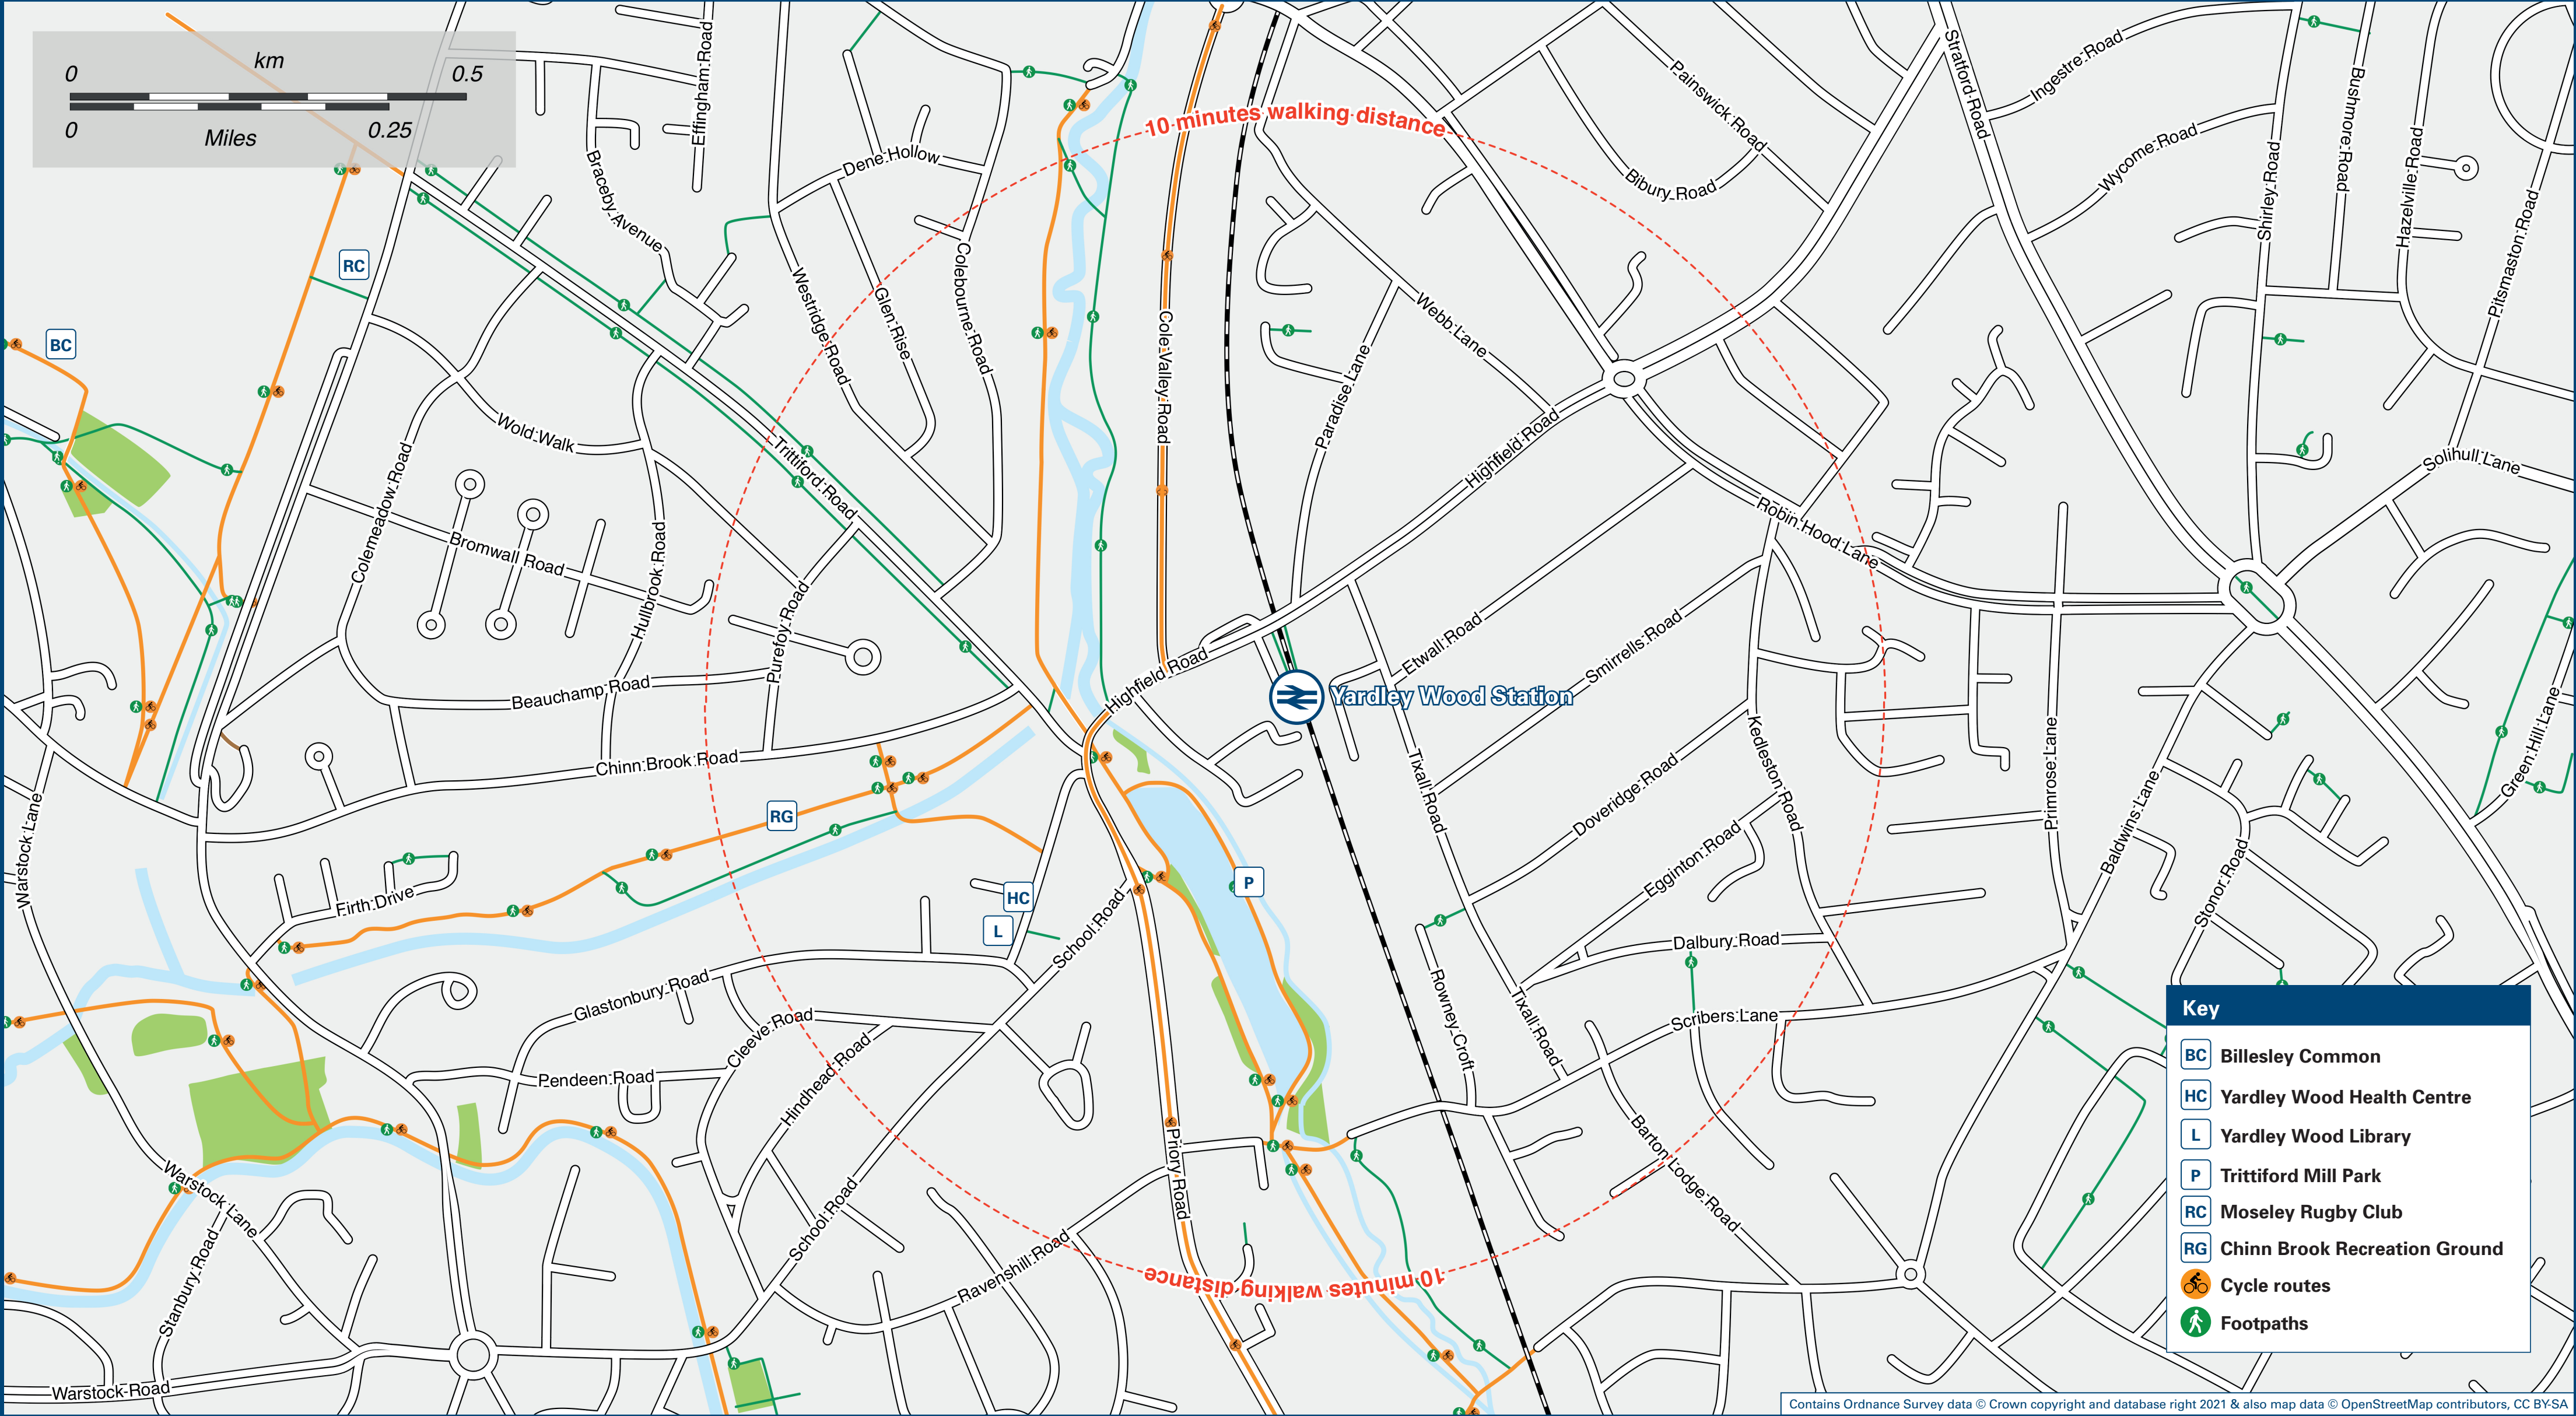 km
0
0.5
0
0.25
Miles
10 minutes walking distance
Effingham Road
Braceby Avenue
Dene Hollow
Westridge Road
Glen Rise
Colebourne Road
Cole Valley Road
Webb Lane
Paradise Lane
Painswick Road
Bibury Road
Stratford Road
Ingestre Road
Wycome Road
Shirley Road
Bushmore Road
Hazelville Road
Pitsmaston Road
Solihull Lane
RC
BC
Wold Walk
Trittiford Road
Highfield Road
Colemeadow Road
Bromwall Road
Hullbrook Road
Purefoy Road
Robin Hood Lane
Etwall Road
Smirrells Road
Highfield Road
Yardley Wood Station
Beauchamp Road
Chinn Brook Road
Tixall Road
Doveridge Road
Kedleston Road
Primrose Lane
Baldwins Lane
Green Hill Lane
Warstock Lane
RG
Firth Drive
HC
L
P
School Road
Egginton Road
Dalbury Road
Stonor Road
Glastonbury Road
Cleeve Road
Hindhead Road
Pendeen Road
Rowney Croft
Tixall Road
Scribers Lane
Barton Lodge Road
Priory Road
School Road
Ravenshill Road
Warstock Lane
Stanbury Road
Warstock Road
10 minutes walking distance
Key
BC Billesley Common
HC Yardley Wood Health Centre
L Yardley Wood Library
P Trittiford Mill Park
RC Moseley Rugby Club
RG Chinn Brook Recreation Ground
Cycle routes
Footpaths
Contains Ordnance Survey data © Crown copyright and database right 2021 & also map data © OpenStreetMap contributors, CC BY-SA